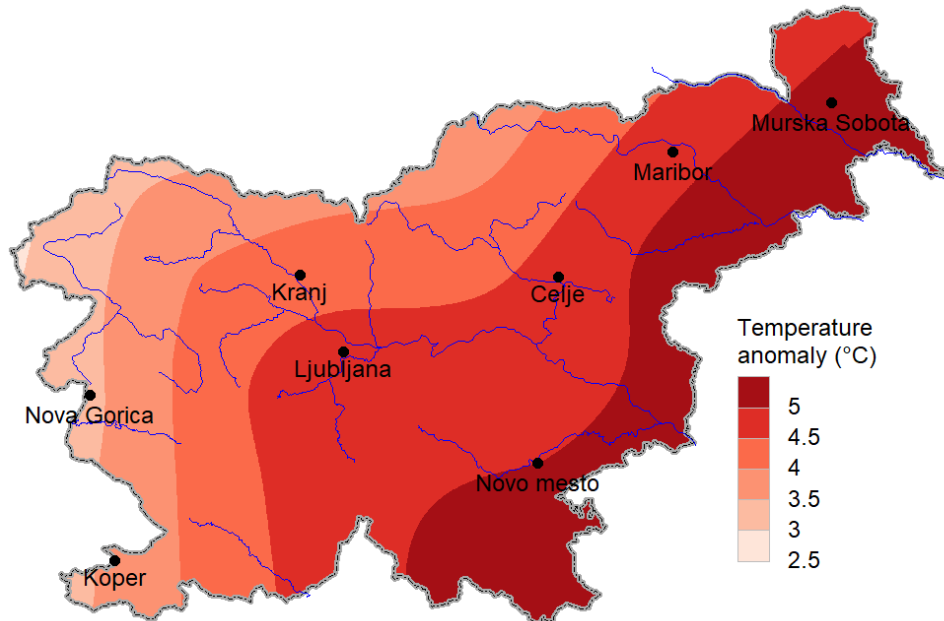 Murska Sobota
Maribor
Kranj
Celje
Ljubljana
Nova Gorica
Novo mesto
Koper
Temperature
anomaly (°C)
5
4.5
4
3.5
3
2.5